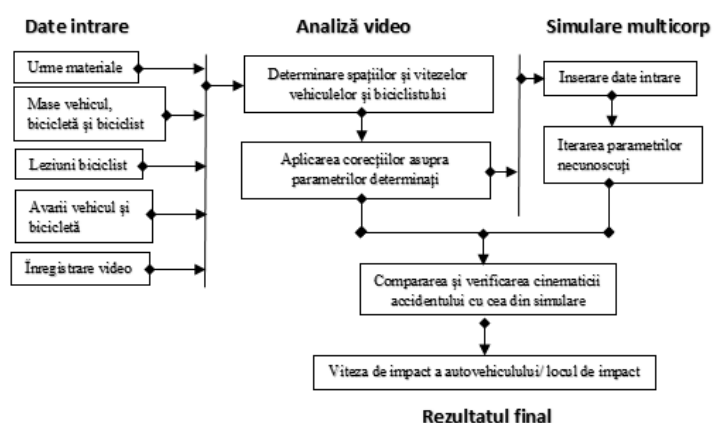 Date intrare
Analiză video
Simulare multicorp
Urme materiale
Mase vehicul,
bicicletă și biciclist
Leziuni biciclist
Avarii vehicul și
bicicletă
Înregistrare video
Determinare spațiilor și vitezelor
vehiculelor și biciclistului
Aplicarea corecțiilor asupra
parametrilor determinați
Inserare date intrare
Iterarea parametrilor
necunoscuți
Compararea și verificarea cinematicii
accidentului cu cea din simulare
Viteza de impact a autovehiculului/ locul de impact
Rezultatul final